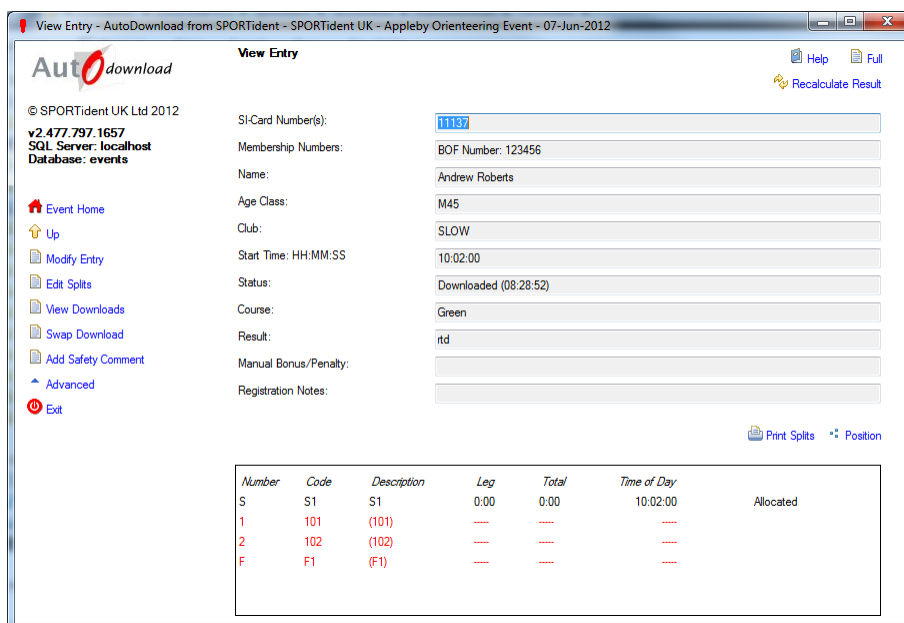 View Entry - AutoDownload from SPORTident - SPORTident UK - Appleby Orienteering Event - 07-Jun-2012
AutOdownload
View Entry
Help Full
Recalculate Result
© SPORTident UK Ltd 2012
v2.477.797.1657
SQL Server: localhost
Database: events
Event Home
Up
Modify Entry
Edit Splits
View Downloads
Swap Download
Add Safety Comment
Advanced
Exit
SI-Card Number(s): 11137
Membership Numbers: BOF Number: 123456
Name: Andrew Roberts
Age Class: M45
Club: SLOW
Start Time: HH:MM:SS 10:02:00
Status: Downloaded (08:28:52)
Course: Green
Result: rtd
Manual Bonus/Penalty:
Registration Notes:
Print Splits Position
Number Code Description Leg Total Time of Day
S S1 S1 0:00 0:00 10:02:00 Allocated
1 101 (101) ----- ----- -----
2 102 (102) ----- ----- -----
F F1 (F1) ----- ----- -----